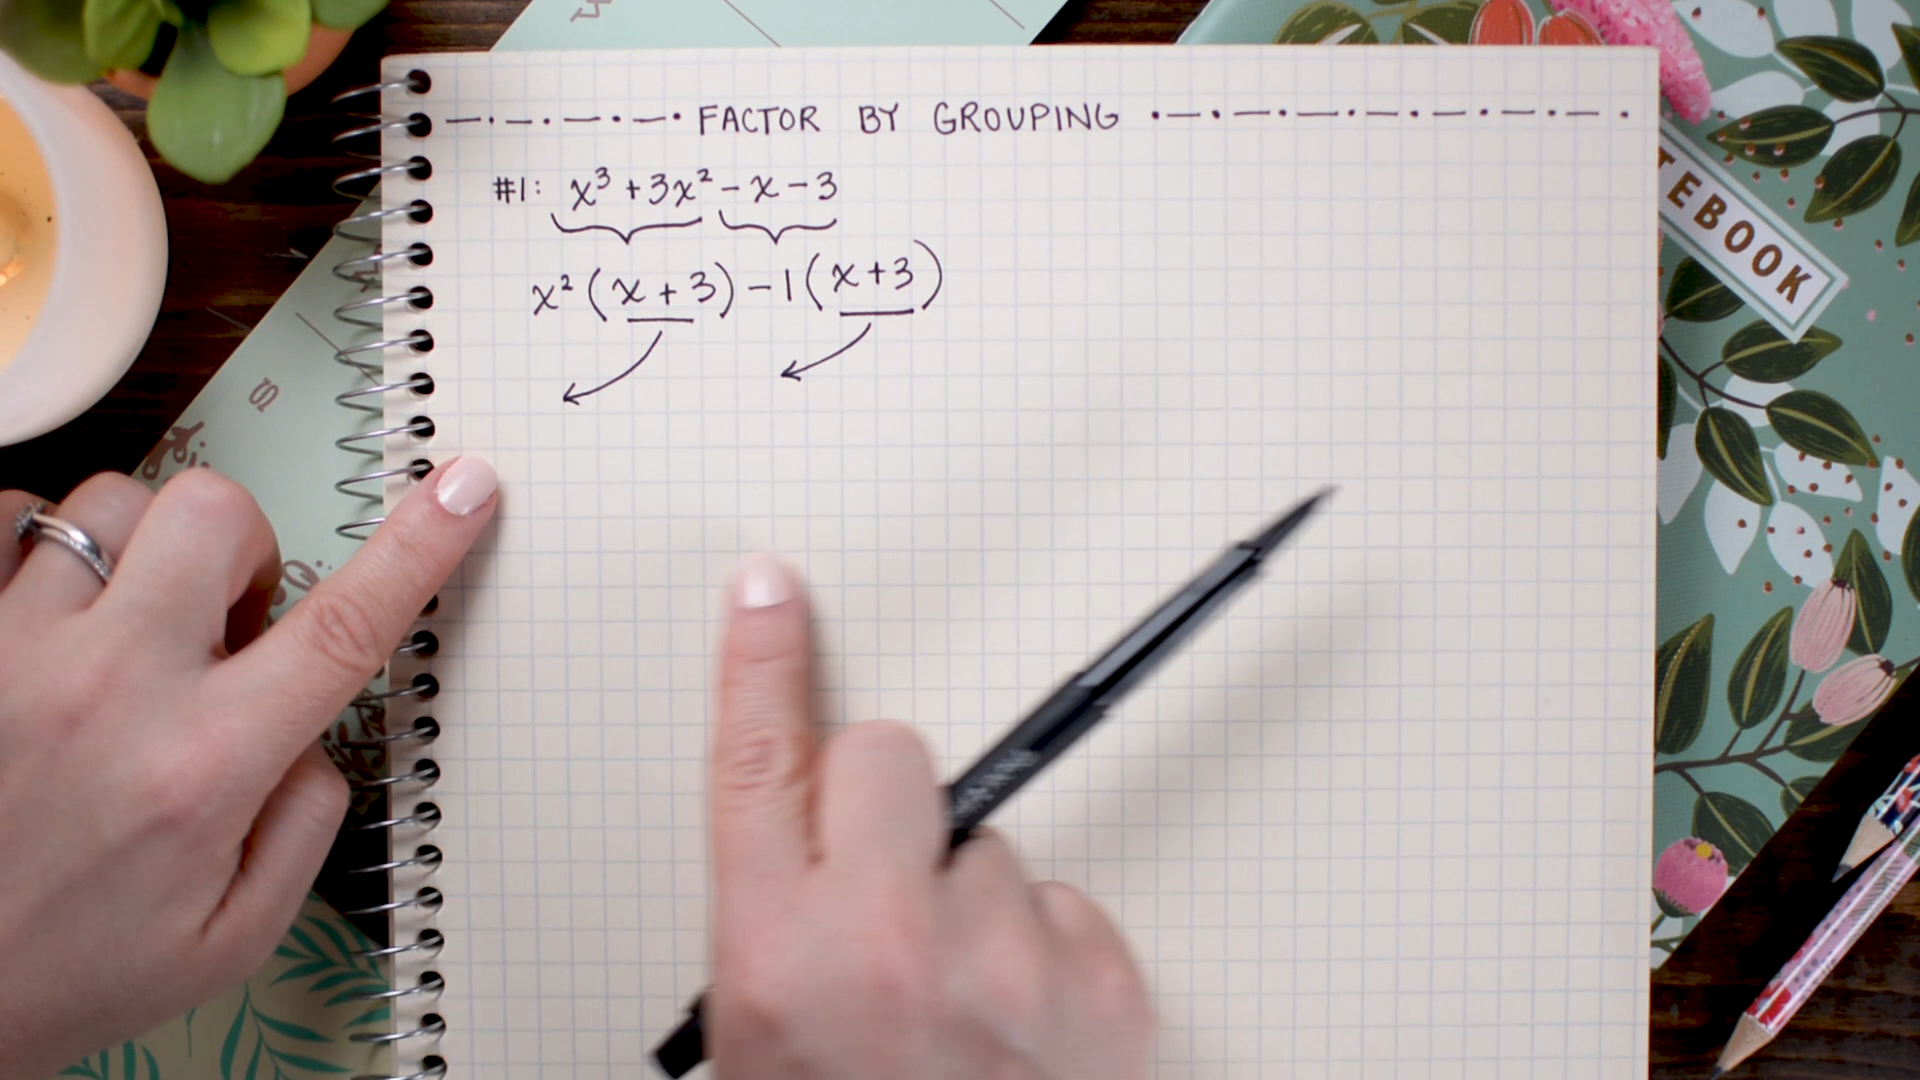 FACTOR BY GROUPING
#1: x³ + 3x² - x - 3
x² (x + 3) - 1 (x + 3)
TEBOOK
S